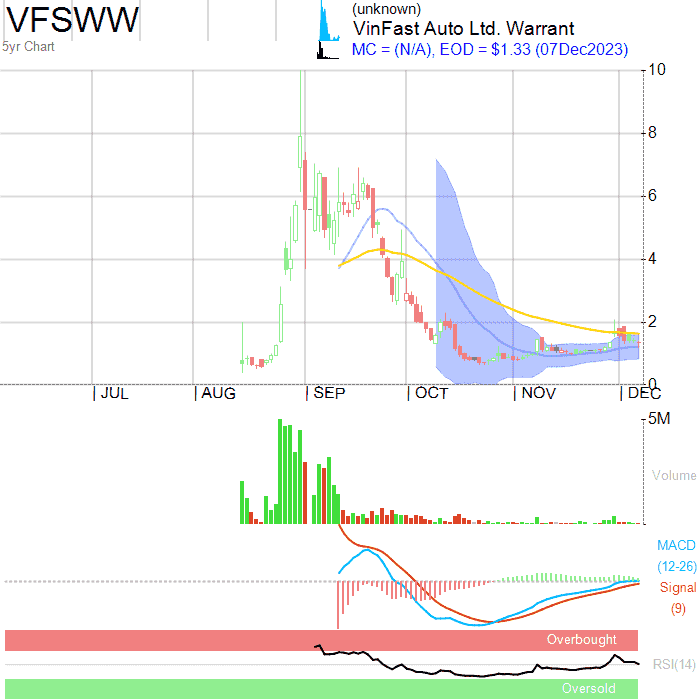 VFSWW
(unknown)
VinFast Auto Ltd. Warrant
5yr Chart
MC = (N/A), EOD = $1.33 (07Dec2023)
10
8
6
4
2
0
| JUL | AUG | SEP | OCT | NOV | DEC
5M
Volume
MACD
(12-26)
Signal
(9)
Overbought
RSI(14)
Oversold